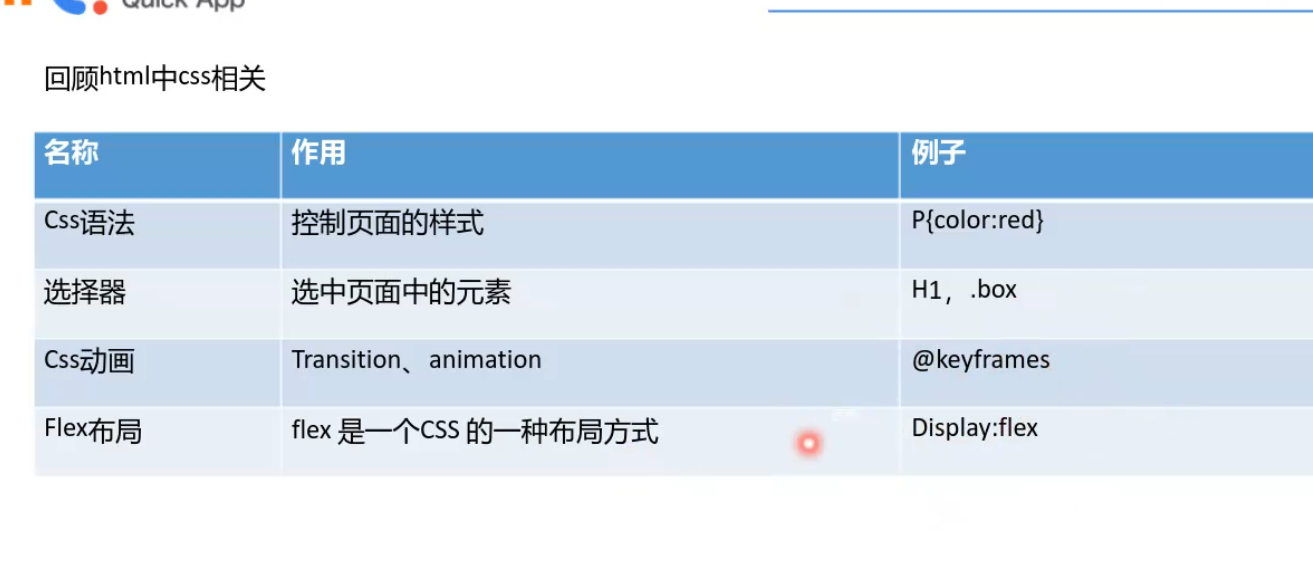 Quick App
回顾html中css相关
名称 作用 例子
Css语法 控制页面的样式 P{color:red}
选择器 选中页面中的元素 H1，.box
Css动画 Transition、animation @keyframes
Flex布局 flex 是一个CSS 的一种布局方式 Display:flex